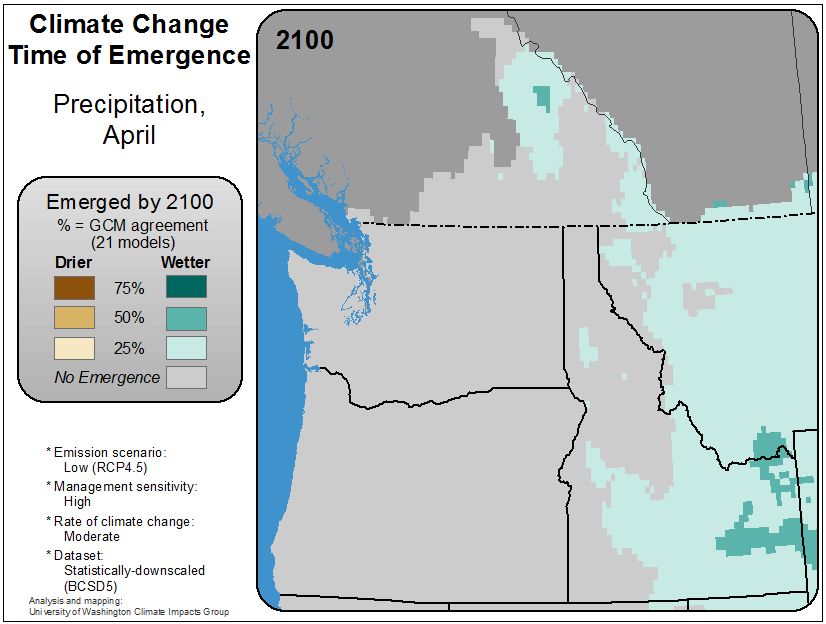 Climate Change
Time of Emergence
Precipitation,
April
Emerged by 2100
% = GCM agreement
(21 models)
Drier Wetter
75%
50%
25%
No Emergence
* Emission scenario:
Low (RCP4.5)
* Management sensitivity:
High
* Rate of climate change:
Moderate
* Dataset:
Statistically-downscaled
(BCSD5)
Analysis and mapping:
University of Washington Climate Impacts Group
2100